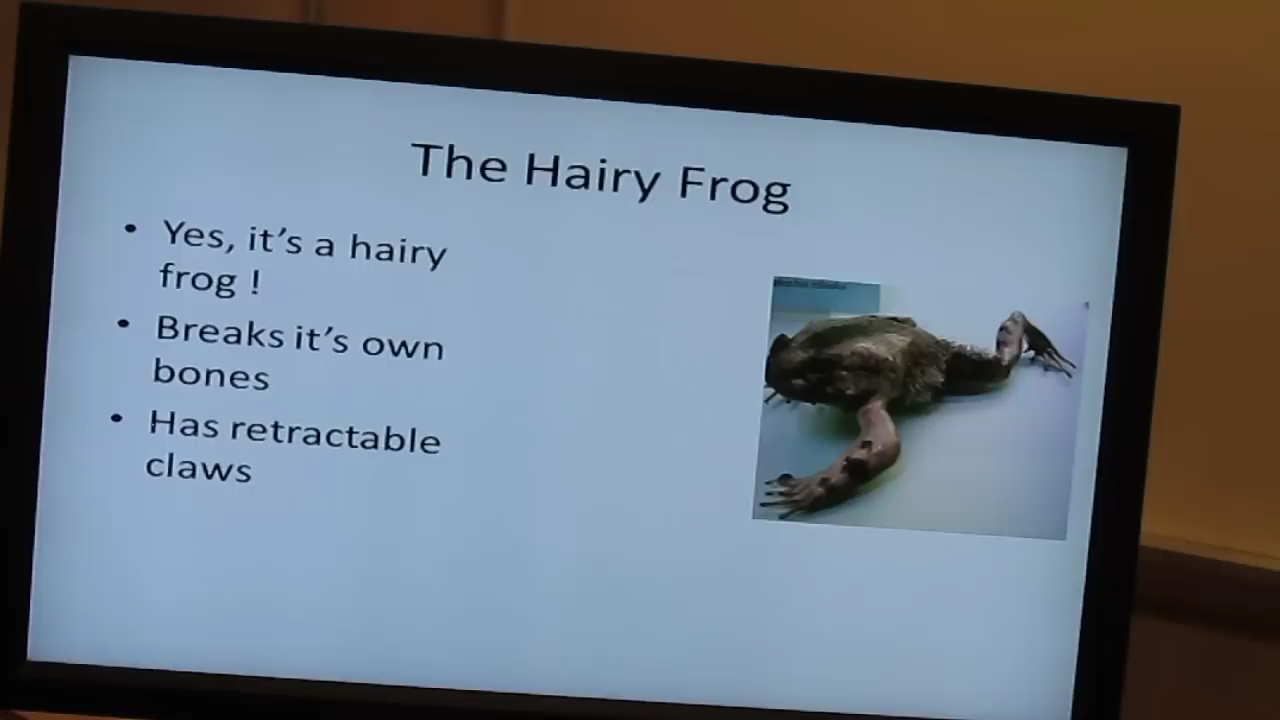 The Hairy Frog
• Yes, it's a hairy
frog !
• Breaks it's own
bones
• Has retractable
claws